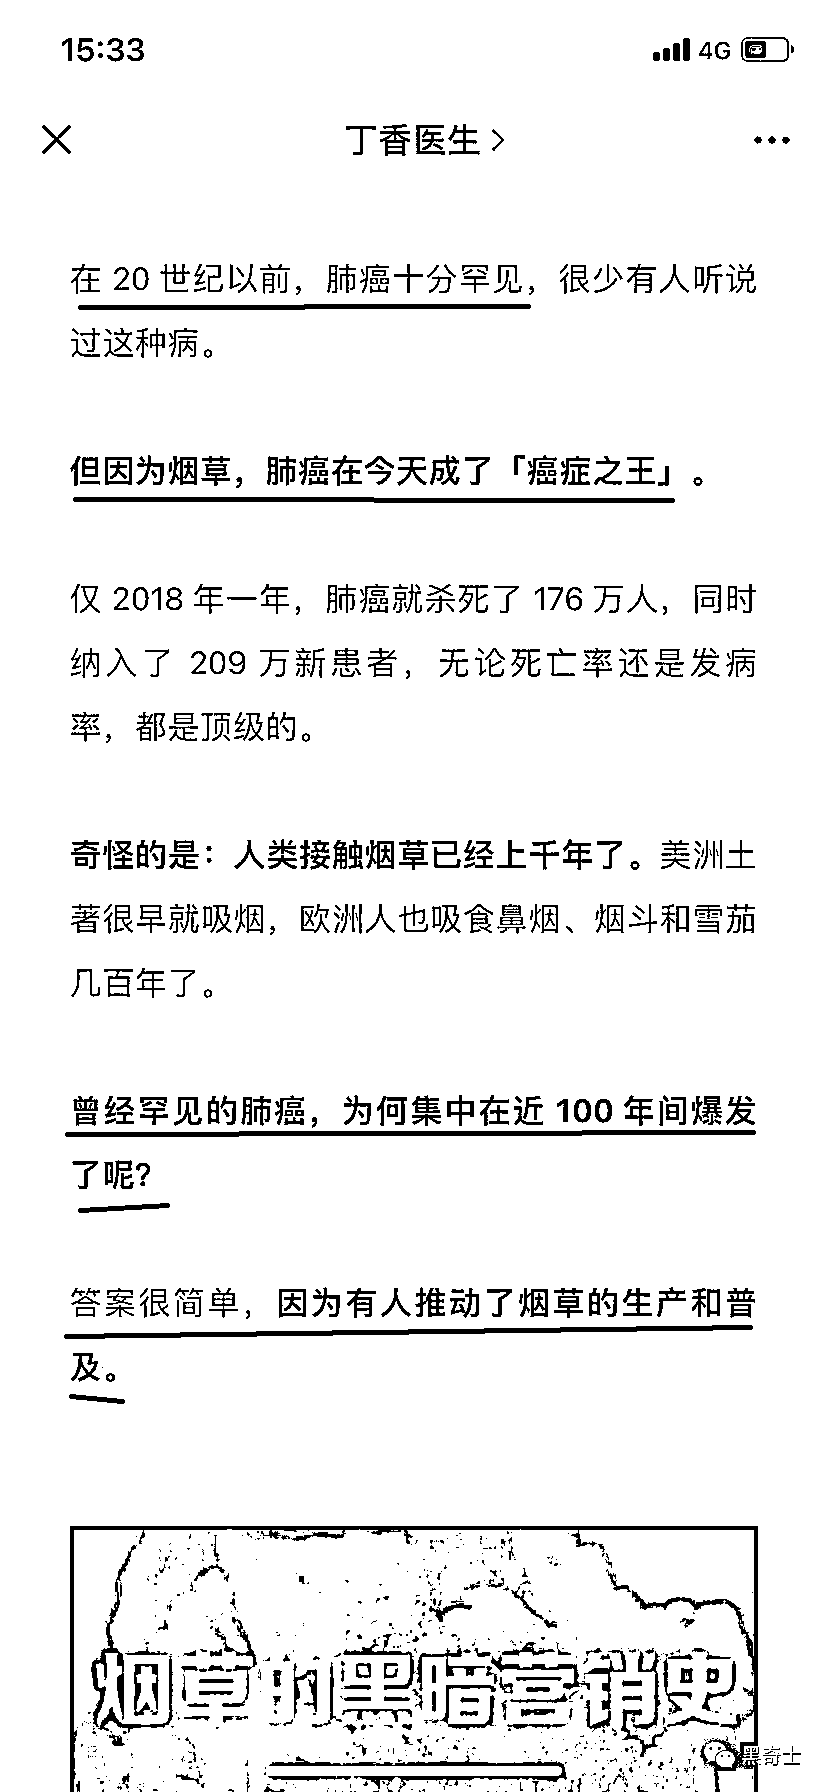 15:33 4G
丁香医生
在 20 世纪以前，肺癌十分罕见，很少有人听说
过这种病。
但因为烟草，肺癌在今天成了「癌症之王」。
仅 2018 年一年，肺癌就杀死了 176 万人，同时
纳入了 209 万新患者，无论死亡率还是发病
率，都是顶级的。
奇怪的是：人类接触烟草已经上千年了。美洲土
著很早就吸烟，欧洲人也吸食鼻烟、烟斗和雪茄
几百年了。
曾经罕见的肺癌，为何集中在近 100 年间爆发
了呢？
答案很简单，因为有人推动了烟草的生产和普
及。
烟草的黑暗营销史
黑奇士